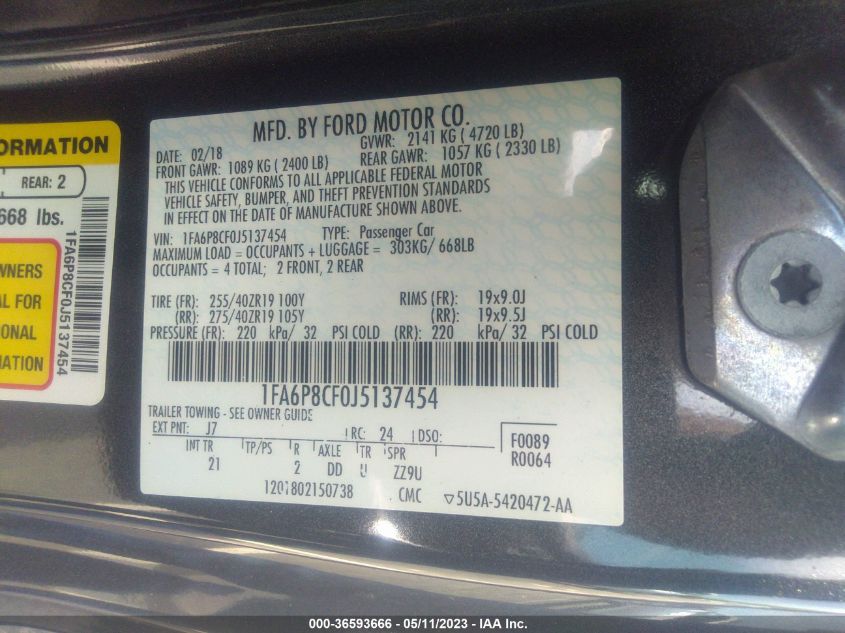 ORMATION
REAR: 2
668 lbs.
1FA6P8CF0J5137454
WNERS
AL FOR
IONAL
MATION
MFD. BY FORD MOTOR CO.
DATE: 02/18 GVWR: 2141 KG ( 4720 LB)
FRONT GAWR: 1089 KG ( 2400 LB) REAR GAWR: 1057 KG ( 2330 LB)
THIS VEHICLE CONFORMS TO ALL APPLICABLE FEDERAL MOTOR
VEHICLE SAFETY, BUMPER, AND THEFT PREVENTION STANDARDS
IN EFFECT ON THE DATE OF MANUFACTURE SHOWN ABOVE.
VIN: 1FA6P8CF0J5137454 TYPE: Passenger Car
MAXIMUM LOAD = OCCUPANTS + LUGGAGE = 303KG/ 668LB
OCCUPANTS = 4 TOTAL; 2 FRONT, 2 REAR
TIRE (FR): 255/40ZR19 100Y RIMS (FR): 19x9.0J
(RR): 275/40ZR19 105Y (RR): 19x9.5J
PRESSURE (FR): 220 kPa/ 32 PSI COLD (RR): 220 kPa/ 32 PSI COLD
1FA6P8CF0J5137454
TRAILER TOWING - SEE OWNER GUIDE
EXT PNT: J7 RC: 24 DSO: F0089
INT TR TP/PS R AXLE TR SPR R0064
21 2 DD U ZZ9U
1201802150738 CMC ▽5U5A-5420472-AA
000-36593666 - 05/11/2023 - IAA Inc.